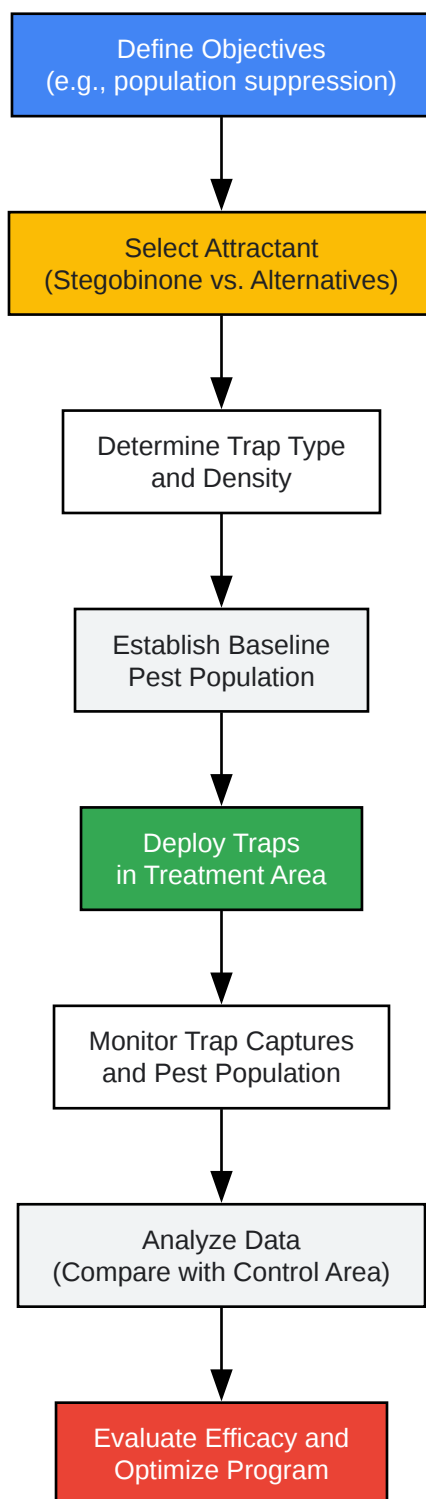 Define Objectives
(e.g., population suppression)
Select Attractant
(Stegobinone vs. Alternatives)
Determine Trap Type
and Density
Establish Baseline
Pest Population
Deploy Traps
in Treatment Area
Monitor Trap Captures
and Pest Population
Analyze Data
(Compare with Control Area)
Evaluate Efficacy and
Optimize Program